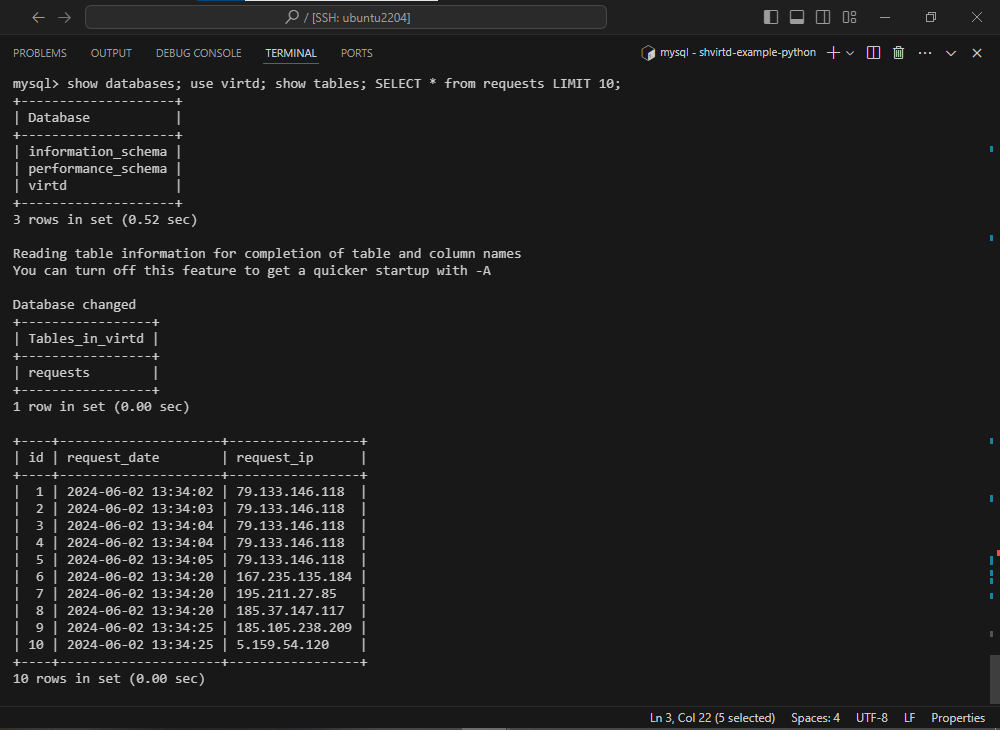 / [SSH: ubuntu2204]
PROBLEMS OUTPUT DEBUG CONSOLE TERMINAL PORTS mysql - shvirtd-example-python
mysql> show databases; use virtd; show tables; SELECT * from requests LIMIT 10;
+--------------------+
| Database           |
+--------------------+
| information_schema |
| performance_schema |
| virtd              |
+--------------------+
3 rows in set (0.52 sec)
Reading table information for completion of table and column names
You can turn off this feature to get a quicker startup with -A
Database changed
+-----------------+
| Tables_in_virtd |
+-----------------+
| requests        |
+-----------------+
1 row in set (0.00 sec)
+----+---------------------+-----------------+
| id | request_date        | request_ip      |
+----+---------------------+-----------------+
|  1 | 2024-06-02 13:34:02 | 79.133.146.118  |
|  2 | 2024-06-02 13:34:03 | 79.133.146.118  |
|  3 | 2024-06-02 13:34:04 | 79.133.146.118  |
|  4 | 2024-06-02 13:34:04 | 79.133.146.118  |
|  5 | 2024-06-02 13:34:05 | 79.133.146.118  |
|  6 | 2024-06-02 13:34:20 | 167.235.135.184 |
|  7 | 2024-06-02 13:34:20 | 195.211.27.85   |
|  8 | 2024-06-02 13:34:20 | 185.37.147.117  |
|  9 | 2024-06-02 13:34:25 | 185.105.238.209 |
| 10 | 2024-06-02 13:34:25 | 5.159.54.120    |
+----+---------------------+-----------------+
10 rows in set (0.00 sec)
Ln 3, Col 22 (5 selected) Spaces: 4 UTF-8 LF Properties